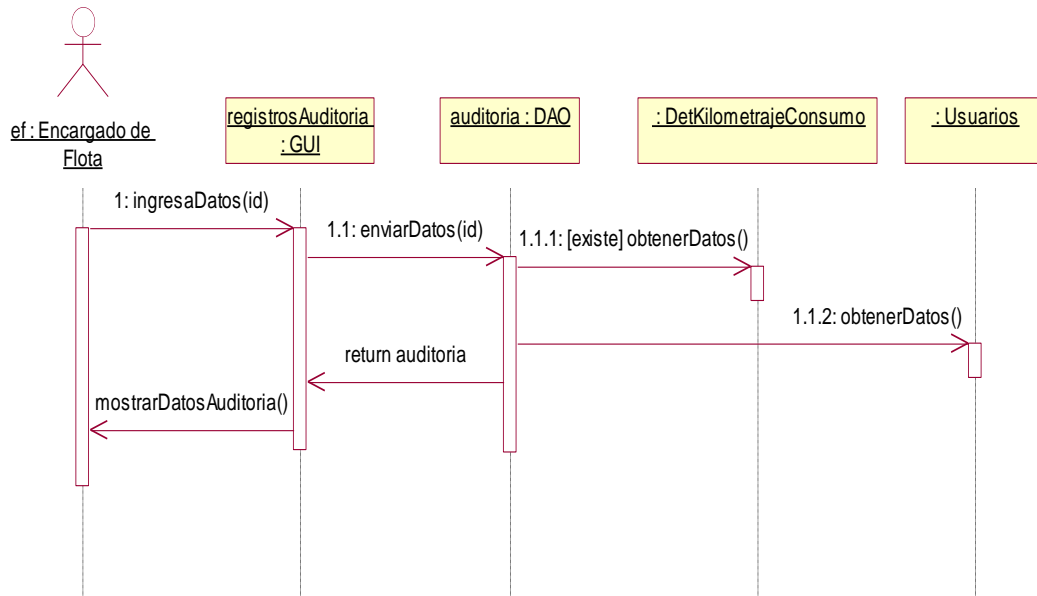 ef : Encargado de
Flota
registrosAuditoria
: GUI
auditoria : DAO
: DetKilometrajeConsumo
: Usuarios
1: ingresaDatos(id)
1.1: enviarDatos(id)
1.1.1: [existe] obtenerDatos()
1.1.2: obtenerDatos()
return auditoria
mostrarDatosAuditoria()